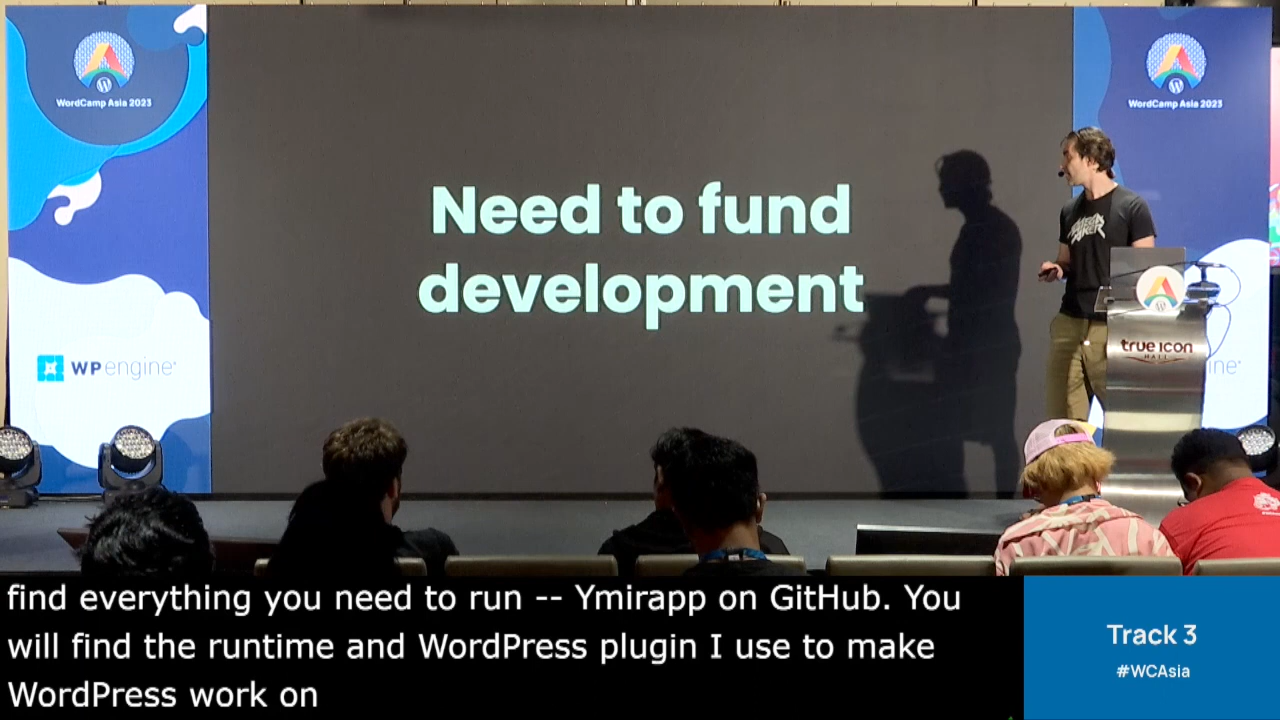 WordCamp Asia 2023
WordCamp Asia 2023
Need to fund
development
WP engine
true icon
HALL
ine
find everything you need to run -- Ymirapp on GitHub. You
will find the runtime and WordPress plugin I use to make
WordPress work on
Track 3
#WCAsia